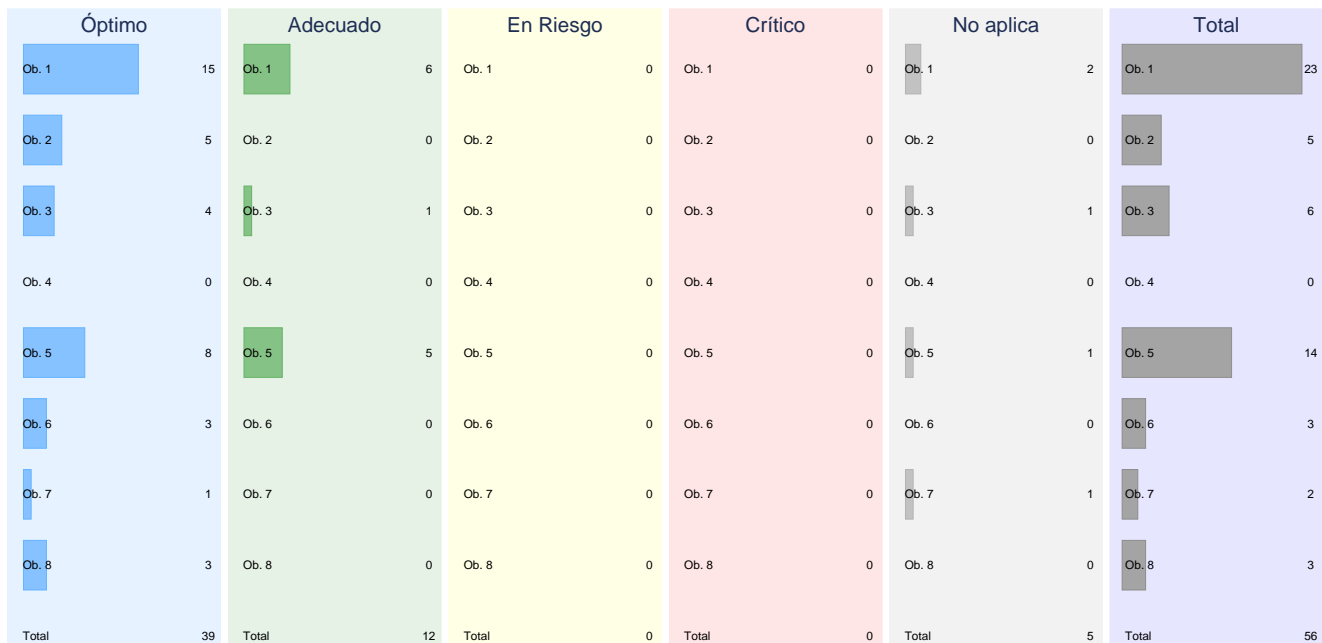 Óptimo Adecuado En Riesgo Crítico No aplica Total
Ob. 1 15 Ob. 1 6 Ob. 1 0 Ob. 1 0 Ob. 1 2 Ob. 1 23
Ob. 2 5 Ob. 2 0 Ob. 2 0 Ob. 2 0 Ob. 2 0 Ob. 2 5
Ob. 3 4 Ob. 3 1 Ob. 3 0 Ob. 3 0 Ob. 3 1 Ob. 3 6
Ob. 4 0 Ob. 4 0 Ob. 4 0 Ob. 4 0 Ob. 4 0 Ob. 4 0
Ob. 5 8 Ob. 5 5 Ob. 5 0 Ob. 5 0 Ob. 5 1 Ob. 5 14
Ob. 6 3 Ob. 6 0 Ob. 6 0 Ob. 6 0 Ob. 6 0 Ob. 6 3
Ob. 7 1 Ob. 7 0 Ob. 7 0 Ob. 7 0 Ob. 7 1 Ob. 7 2
Ob. 8 3 Ob. 8 0 Ob. 8 0 Ob. 8 0 Ob. 8 0 Ob. 8 3
Total 39 Total 12 Total 0 Total 0 Total 5 Total 56